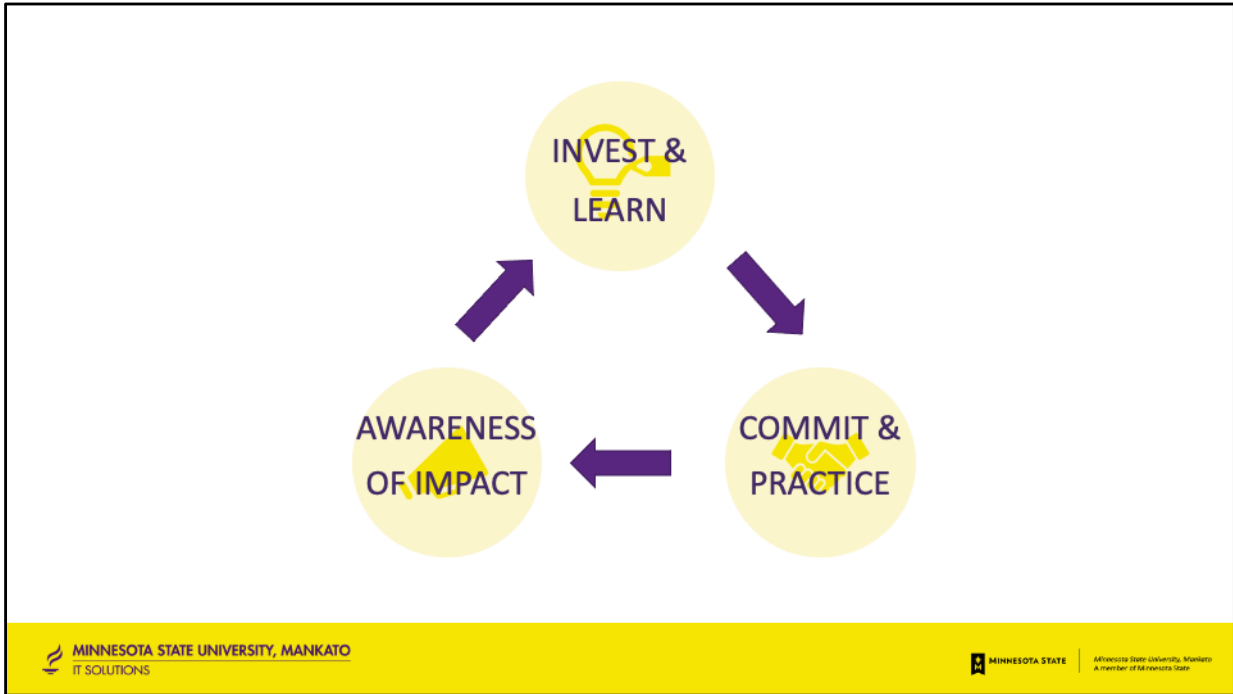 INVEST &
LEARN
AWARENESS
OF IMPACT
COMMIT &
PRACTICE
MINNESOTA STATE UNIVERSITY, MANKATO
IT SOLUTIONS
MINNESOTA STATE
Minnesota State University, Mankato
A member of Minnesota State